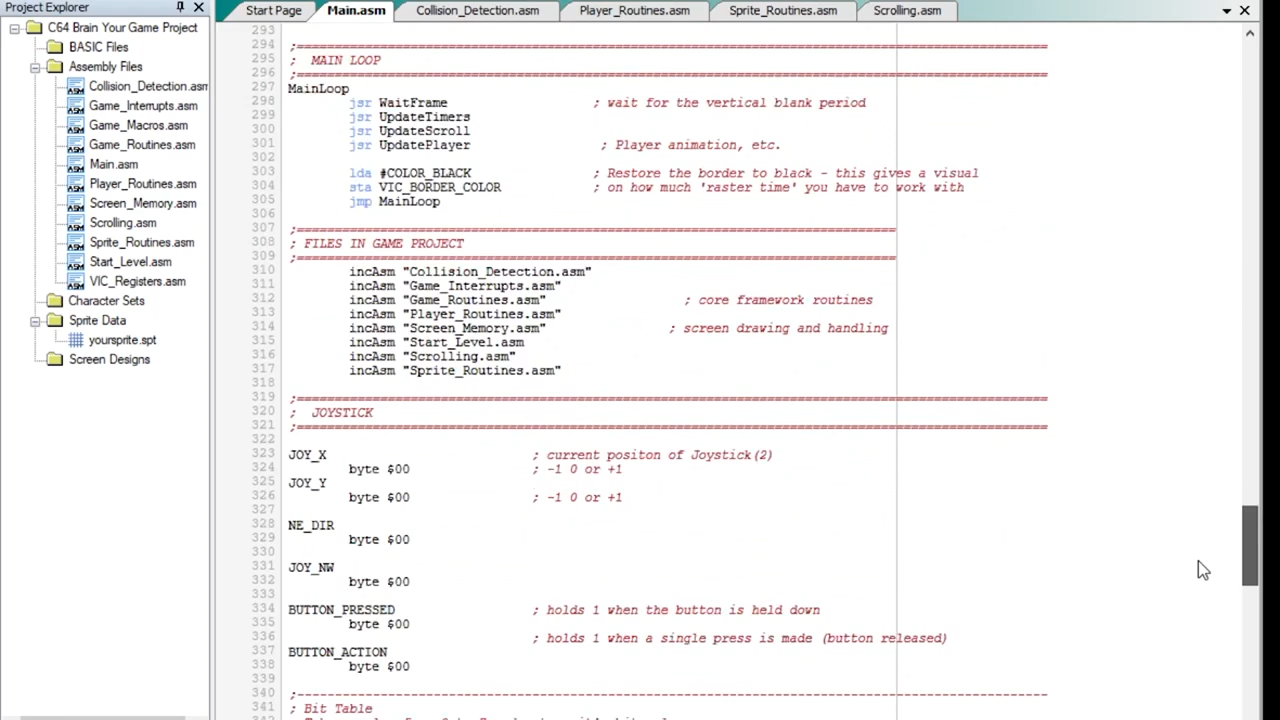 Project Explorer
C64 Brain Your Game Project
BASIC Files
Assembly Files
Collision_Detection.asm
Game_Interrupts.asm
Game_Macros.asm
Game_Routines.asm
Main.asm
Player_Routines.asm
Screen_Memory.asm
Scrolling.asm
Sprite_Routines.asm
Start_Level.asm
VIC_Registers.asm
Character Sets
Sprite Data
yoursprite.spt
Screen Designs
Start Page Main.asm Collision_Detection.asm Player_Routines.asm Sprite_Routines.asm Scrolling.asm
293
294 ;===============================================================================
295 ; MAIN LOOP
296 ;===============================================================================
297 MainLoop
298 jsr WaitFrame ; wait for the vertical blank period
299 jsr UpdateTimers
300 jsr UpdateScroll
301 jsr UpdatePlayer ; Player animation, etc.
302
303 lda #COLOR_BLACK ; Restore the border to black - this gives a visual
304 sta VIC_BORDER_COLOR ; on how much 'raster time' you have to work with
305 jmp MainLoop
306
307 ;===============================================================================
308 ; FILES IN GAME PROJECT
309 ;===============================================================================
310 incAsm "Collision_Detection.asm"
311 incAsm "Game_Interrupts.asm"
312 incAsm "Game_Routines.asm" ; core framework routines
313 incAsm "Player_Routines.asm"
314 incAsm "Screen_Memory.asm" ; screen drawing and handling
315 incAsm "Start_Level.asm
316 incAsm "Scrolling.asm"
317 incAsm "Sprite_Routines.asm"
318
319 ;===============================================================================
320 ; JOYSTICK
321 ;===============================================================================
322
323 JOY_X ; current positon of Joystick(2)
324 byte $00 ; -1 0 or +1
325 JOY_Y
326 byte $00 ; -1 0 or +1
327
328 NE_DIR
329 byte $00
330
331 JOY_NW
332 byte $00
333
334 BUTTON_PRESSED ; holds 1 when the button is held down
335 byte $00
336 ; holds 1 when a single press is made (button released)
337 BUTTON_ACTION
338 byte $00
339
340 ;-------------------------------------------------------------------------------
341 ; Bit Table